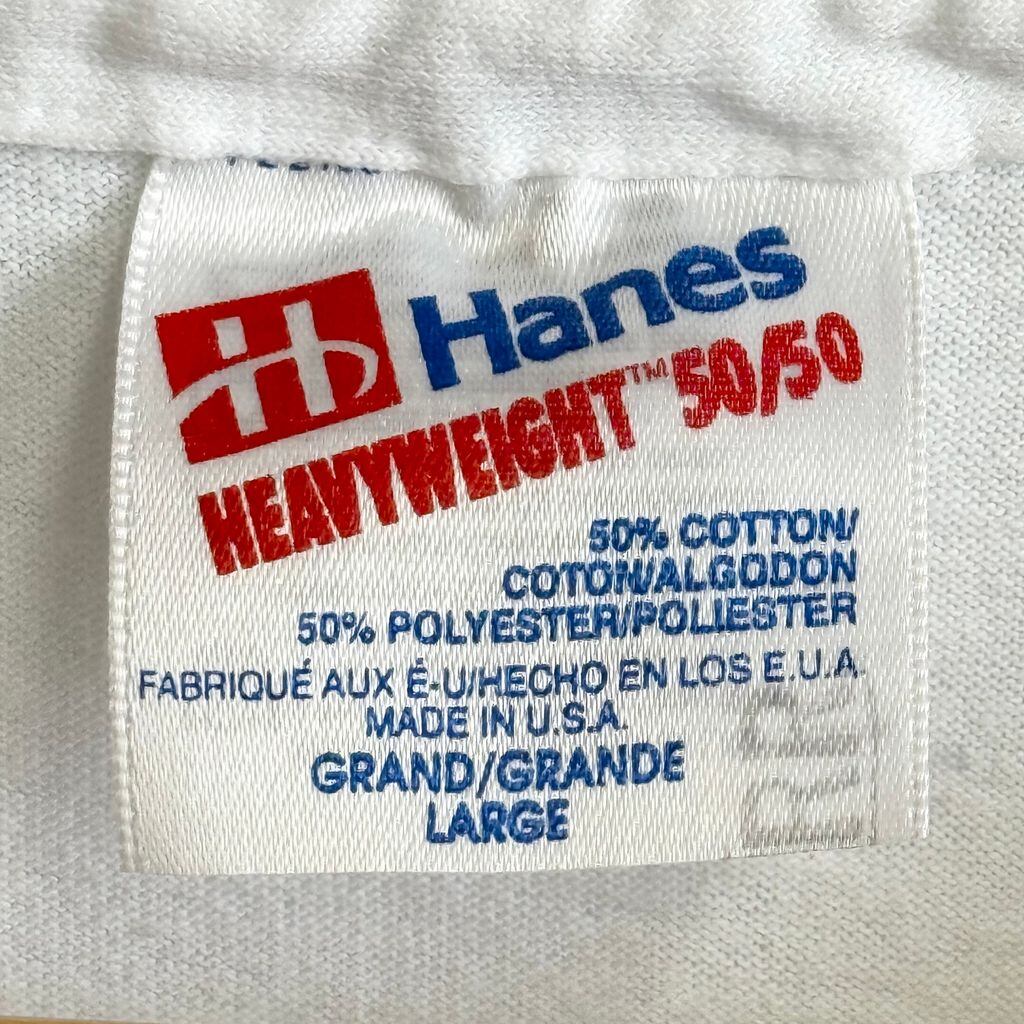 Hanes
HEAVYWEIGHT™ 50/50
50% COTTON/
COTON/ALGODON
50% POLYESTER/POLIESTER
FABRIQUÉ AUX É-U/HECHO EN LOS E.U.A.
MADE IN U.S.A.
GRAND/GRANDE
LARGE